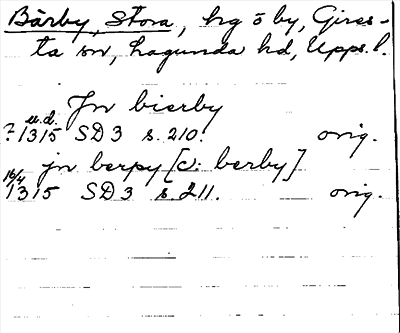 Bärby, Stora, hg ō by, Gires-
ta sn, Lagunda hd, Upps. l.
Jn bierby
u.d.
? 1315 SD 3 s. 210. orig.
jn berpy [ɔ: berby]
16/4
1315 SD 3 s. 211. orig.